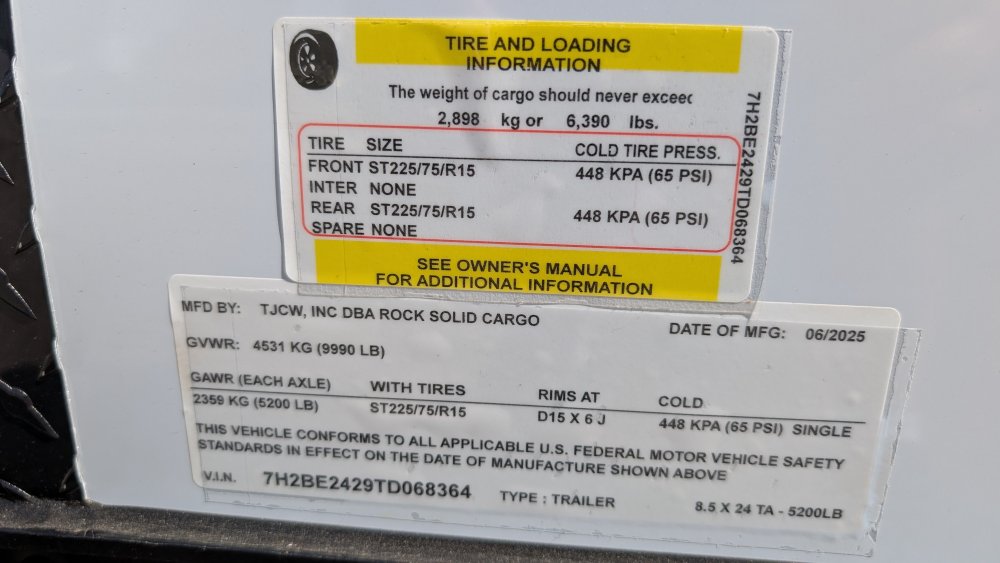 TIRE AND LOADING
INFORMATION
The weight of cargo should never exceed
2,898 kg or 6,390 lbs.
TIRE SIZE COLD TIRE PRESS.
FRONT ST225/75/R15 448 KPA (65 PSI)
INTER NONE
REAR ST225/75/R15 448 KPA (65 PSI)
SPARE NONE
SEE OWNER'S MANUAL
FOR ADDITIONAL INFORMATION
7H2BE2429TD068364
MFD BY: TJCW, INC DBA ROCK SOLID CARGO DATE OF MFG: 06/2025
GVWR: 4531 KG (9990 LB)
GAWR (EACH AXLE) WITH TIRES RIMS AT COLD
2359 KG (5200 LB) ST225/75/R15 D15 X 6 J 448 KPA (65 PSI) SINGLE
THIS VEHICLE CONFORMS TO ALL APPLICABLE U.S. FEDERAL MOTOR VEHICLE SAFETY
STANDARDS IN EFFECT ON THE DATE OF MANUFACTURE SHOWN ABOVE
V.I.N. 7H2BE2429TD068364 TYPE : TRAILER 8.5 X 24 TA - 5200LB